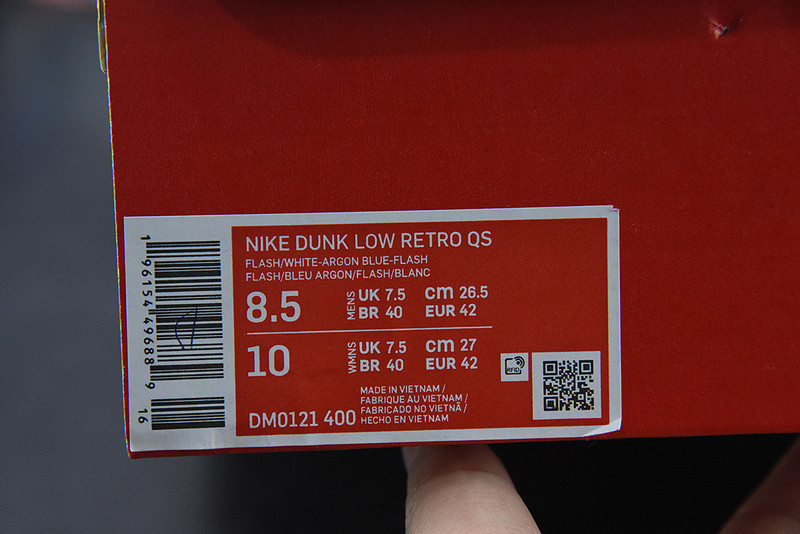 NIKE DUNK LOW RETRO QS
FLASH/WHITE-ARGON BLUE-FLASH
FLASH/BLEU ARGON/FLASH/BLANC
8.5 MENS UK 7.5 cm 26.5
BR 40 EUR 42
10 WMNS UK 7.5 cm 27
BR 40 EUR 42
MADE IN VIETNAM /
FABRIQUE AU VIETNAM /
FABRICADO NO VIETNÃ /
HECHO EN VIETNAM
DM0121 400
RFID
1 96154 49688 9
16